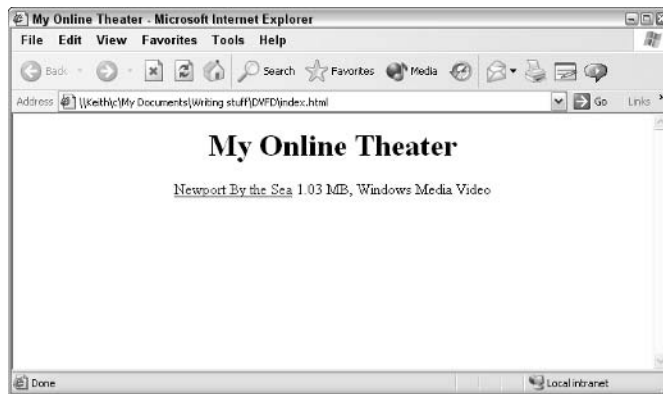 My Online Theater - Microsoft Internet Explorer
File Edit View Favorites Tools Help
Back Search Favorites Media
Address \\Keith\c\My Documents\Writing stuff\DVFD\index.html Go Links
My Online Theater
Newport By the Sea 1.03 MB, Windows Media Video
Done Local intranet